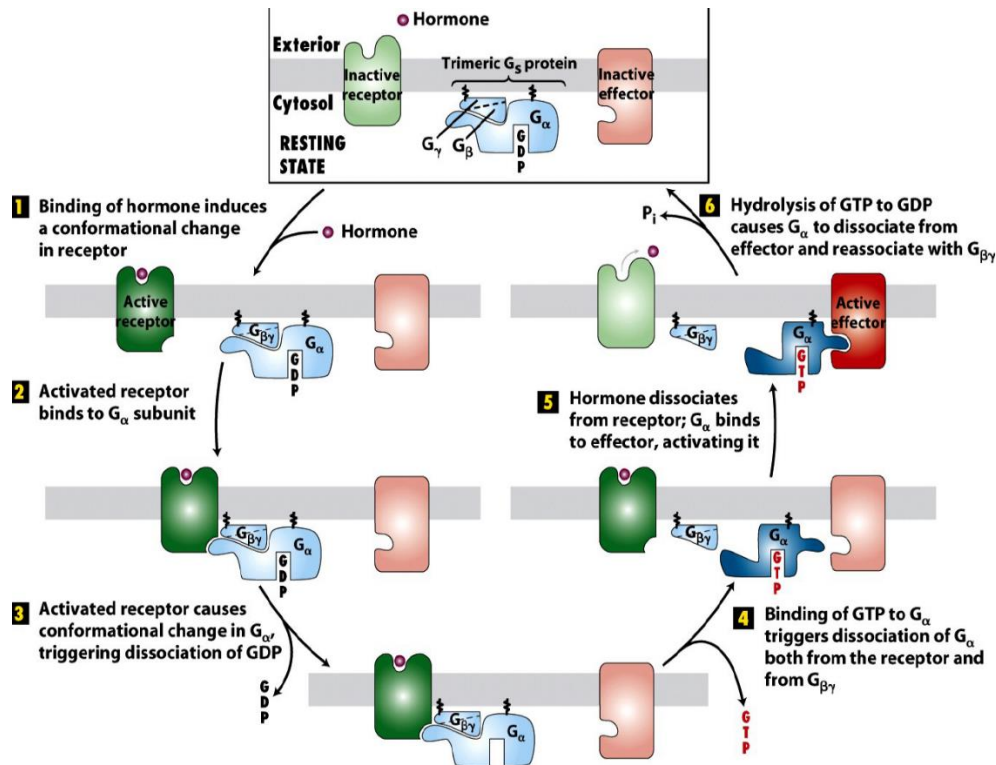 Hormone
Exterior
Trimeric Gs protein
Inactive
receptor
Inactive
effector
Cytosol
Gα
G
D
P
RESTING
STATE
Gγ
Gβ
1 Binding of hormone induces
a conformational change
in receptor
Hormone
Active
receptor
Gβγ
Gα
G
D
P
2 Activated receptor
binds to Gα subunit
Gβγ
Gα
G
D
P
3 Activated receptor causes
conformational change in Gα,
triggering dissociation of GDP
G
D
P
Gβγ
Gα
4 Binding of GTP to Gα
triggers dissociation of Gα
both from the receptor and
from Gβγ
G
T
P
Gβγ
Gα
G
T
P
5 Hormone dissociates
from receptor; Gα binds
to effector, activating it
Gβγ
Gα
G
T
P
Active
effector
Pi
6 Hydrolysis of GTP to GDP
causes Gα to dissociate from
effector and reassociate with Gβγ